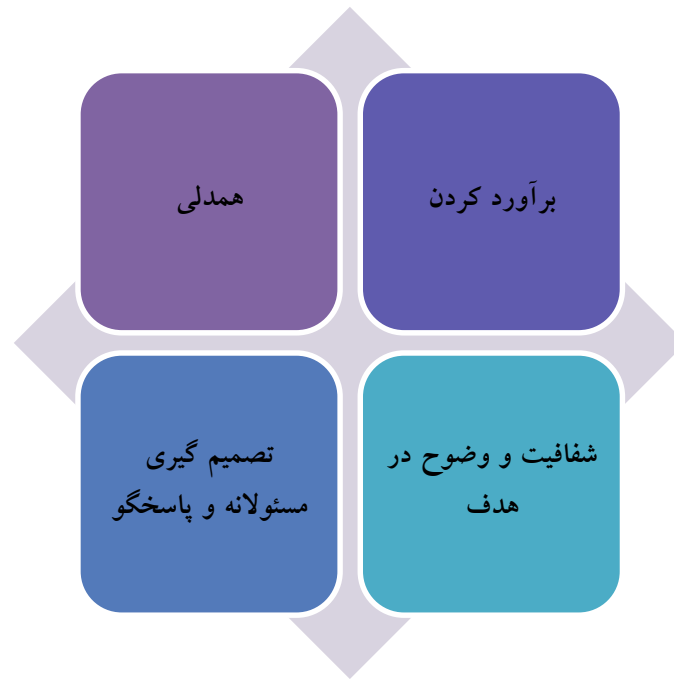 برآورد کردن
همدلی
شفافیت و وضوح در
هدف
تصمیم گیری
مسئولانه و پاسخگو